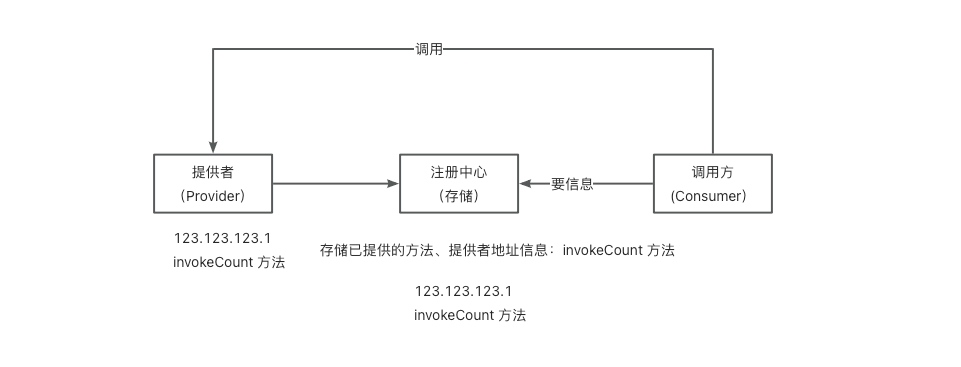 调用
提供者
（Provider）
注册中心
（存储）
要信息
调用方
(Consumer）
123.123.123.1
invokeCount 方法
存储已提供的方法、提供者地址信息：invokeCount 方法
123.123.123.1
invokeCount 方法